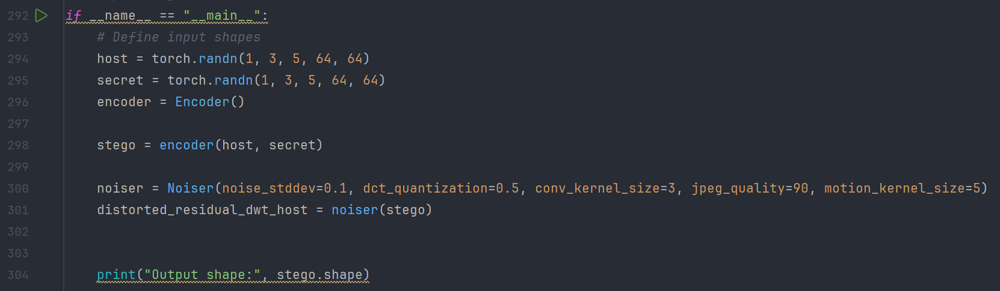 292 if __name__ == "__main__":
293 # Define input shapes
294 host = torch.randn(1, 3, 5, 64, 64)
295 secret = torch.randn(1, 3, 5, 64, 64)
296 encoder = Encoder()
297
298 stego = encoder(host, secret)
299
300 noiser = Noiser(noise_stddev=0.1, dct_quantization=0.5, conv_kernel_size=3, jpeg_quality=90, motion_kernel_size=5)
301 distorted_residual_dwt_host = noiser(stego)
302
303
304 print("Output shape:", stego.shape)